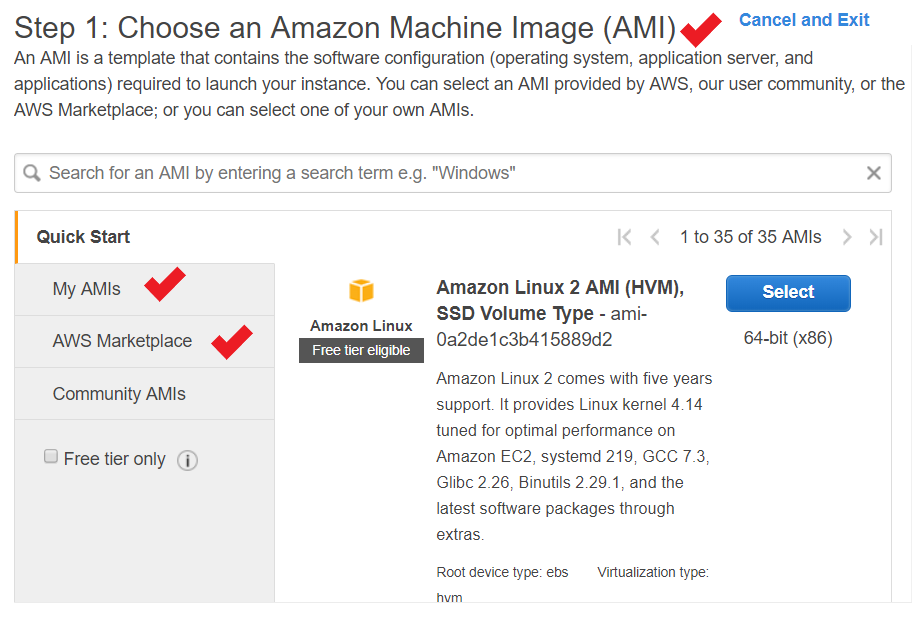 Step 1: Choose an Amazon Machine Image (AMI)
Cancel and Exit
An AMI is a template that contains the software configuration (operating system, application server, and
applications) required to launch your instance. You can select an AMI provided by AWS, our user community, or the
AWS Marketplace; or you can select one of your own AMIs.
Search for an AMI by entering a search term e.g. "Windows"
Quick Start
1 to 35 of 35 AMIs
My AMIs
AWS Marketplace
Community AMIs
Free tier only
Amazon Linux
Free tier eligible
Amazon Linux 2 AMI (HVM),
SSD Volume Type - ami-
0a2de1c3b415889d2
Select
64-bit (x86)
Amazon Linux 2 comes with five years
support. It provides Linux kernel 4.14
tuned for optimal performance on
Amazon EC2, systemd 219, GCC 7.3,
Glibc 2.26, Binutils 2.29.1, and the
latest software packages through
extras.
Root device type: ebs Virtualization type:
hvm